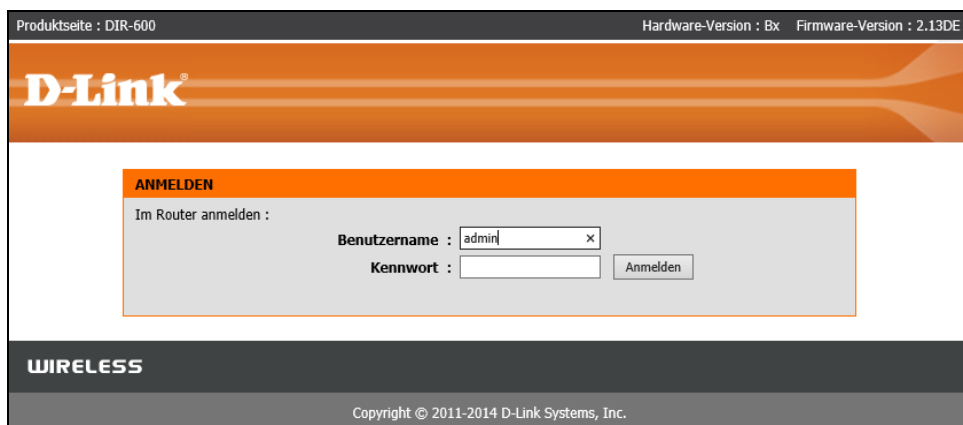 Produktseite : DIR-600 Hardware-Version : Bx Firmware-Version : 2.13DE
D-Link®
ANMELDEN
Im Router anmelden :
Benutzername : admin ×
Kennwort : Anmelden
WIRELESS
Copyright © 2011-2014 D-Link Systems, Inc.